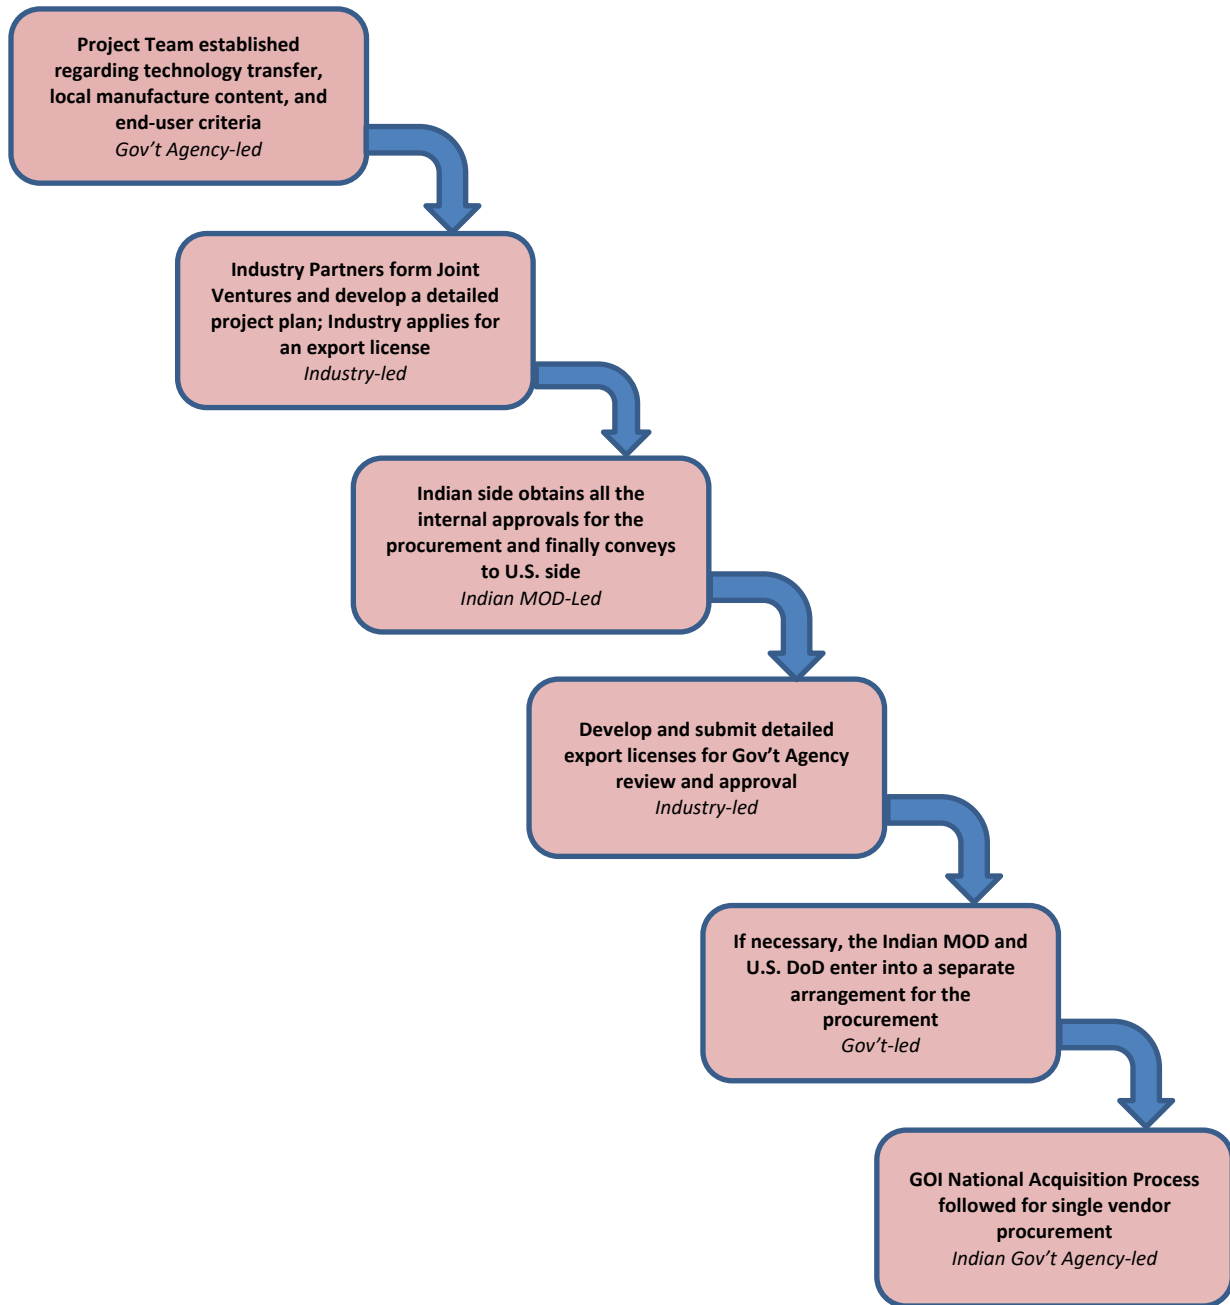 Project Team established
regarding technology transfer,
local manufacture content, and
end-user criteria
Gov’t Agency-led
Industry Partners form Joint
Ventures and develop a detailed
project plan; Industry applies for
an export license
Industry-led
Indian side obtains all the
internal approvals for the
procurement and finally conveys
to U.S. side
Indian MOD-Led
Develop and submit detailed
export licenses for Gov’t Agency
review and approval
Industry-led
If necessary, the Indian MOD and
U.S. DoD enter into a separate
arrangement for the
procurement
Gov’t-led
GOI National Acquisition Process
followed for single vendor
procurement
Indian Gov’t Agency-led